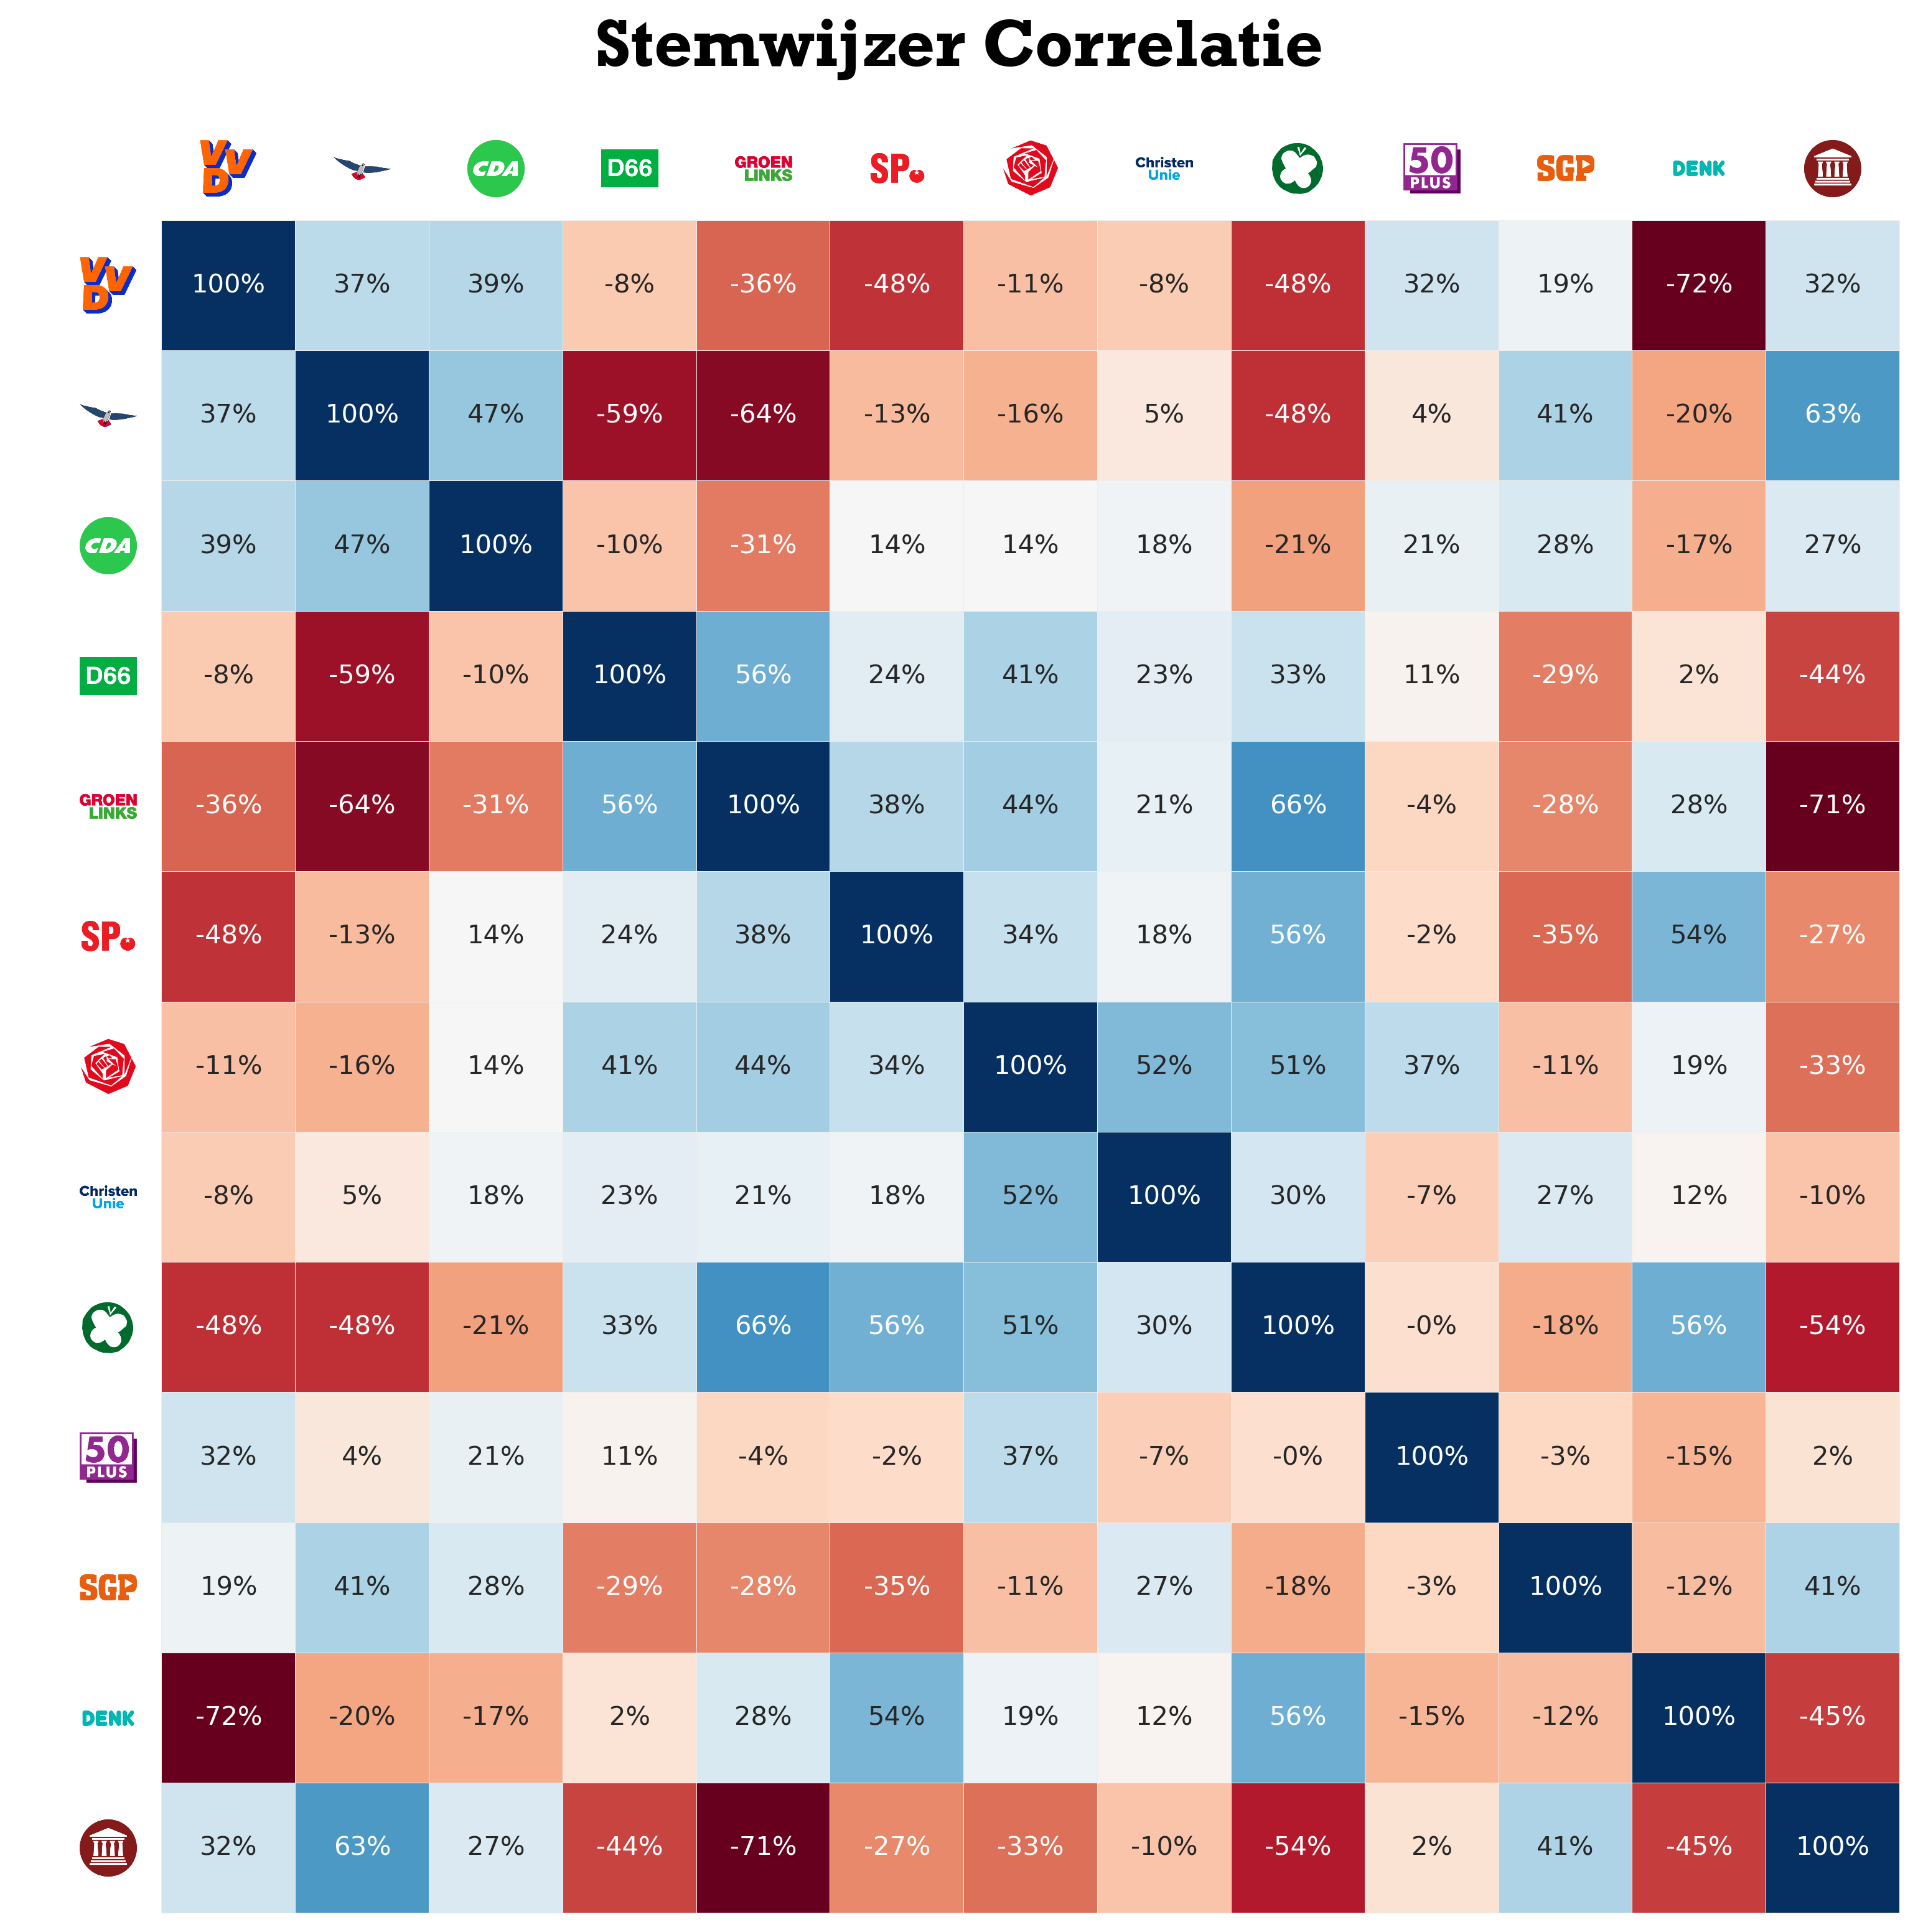 Stemwijzer Correlatie
VVD CDA D66 GROEN LINKS SP. Christen Unie 50 PLUS SGP DENK
VVD 100% 37% 39% -8% -36% -48% -11% -8% -48% 32% 19% -72% 32%
37% 100% 47% -59% -64% -13% -16% 5% -48% 4% 41% -20% 63%
CDA 39% 47% 100% -10% -31% 14% 14% 18% -21% 21% 28% -17% 27%
D66 -8% -59% -10% 100% 56% 24% 41% 23% 33% 11% -29% 2% -44%
GROEN LINKS -36% -64% -31% 56% 100% 38% 44% 21% 66% -4% -28% 28% -71%
SP. -48% -13% 14% 24% 38% 100% 34% 18% 56% -2% -35% 54% -27%
-11% -16% 14% 41% 44% 34% 100% 52% 51% 37% -11% 19% -33%
Christen Unie -8% 5% 18% 23% 21% 18% 52% 100% 30% -7% 27% 12% -10%
-48% -48% -21% 33% 66% 56% 51% 30% 100% -0% -18% 56% -54%
50 PLUS 32% 4% 21% 11% -4% -2% 37% -7% -0% 100% -3% -15% 2%
SGP 19% 41% 28% -29% -28% -35% -11% 27% -18% -3% 100% -12% 41%
DENK -72% -20% -17% 2% 28% 54% 19% 12% 56% -15% -12% 100% -45%
32% 63% 27% -44% -71% -27% -33% -10% -54% 2% 41% -45% 100%